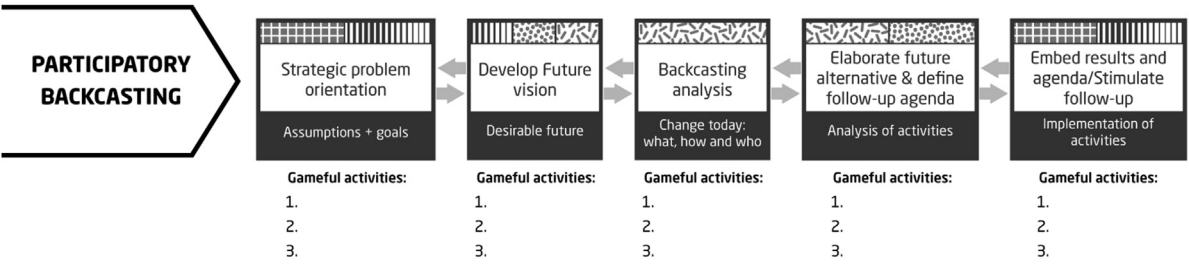 PARTICIPATORY
BACKCASTING
Strategic problem
orientation
Assumptions + goals
Gameful activities:
1.
2.
3.
Develop Future
vision
Desirable future
Gameful activities:
1.
2.
3.
Backcasting
analysis
Change today:
what, how and who
Gameful activities:
1.
2.
3.
Elaborate future
alternative & define
follow-up agenda
Analysis of activities
Gameful activities:
1.
2.
3.
Embed results and
agenda/Stimulate
follow-up
Implementation of
activities
Gameful activities:
1.
2.
3.